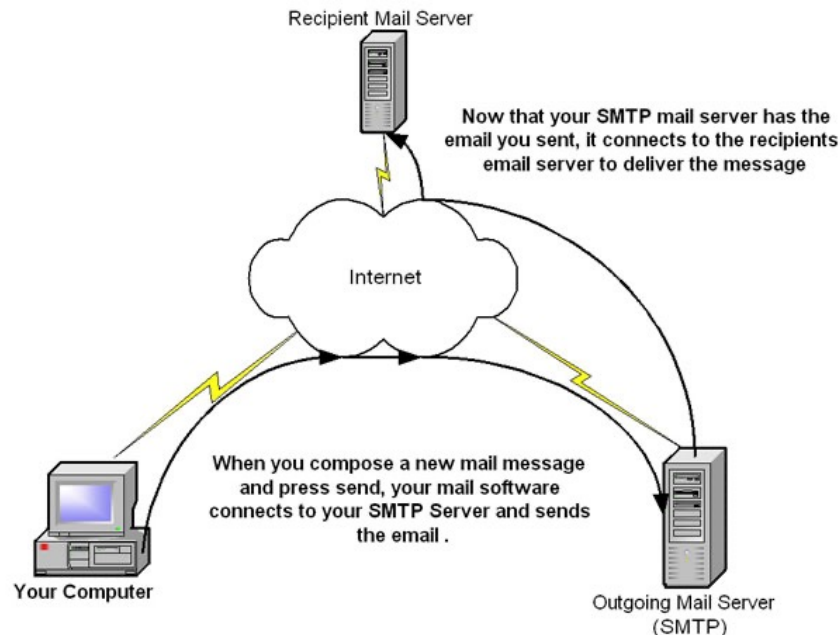 Recipient Mail Server
Now that your SMTP mail server has the
email you sent, it connects to the recipients
email server to deliver the message
Internet
When you compose a new mail message
and press send, your mail software
connects to your SMTP Server and sends
the email .
Your Computer
Outgoing Mail Server
(SMTP)